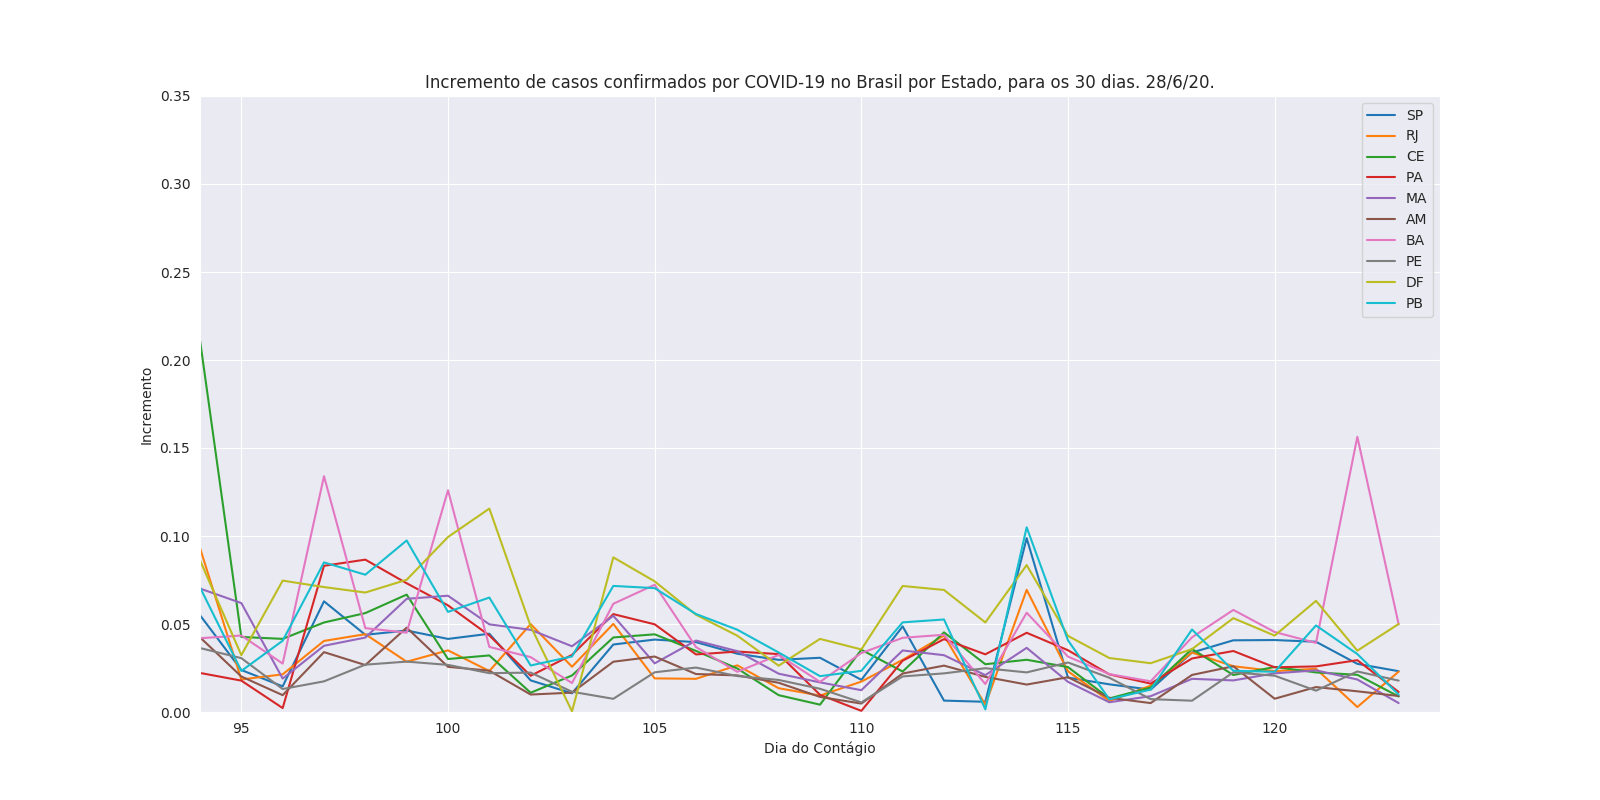 Incremento de casos confirmados por COVID-19 no Brasil por Estado, para os 30 dias. 28/6/20.
0.35
0.30
0.25
0.20
0.15
0.10
0.05
0.00
Incremento
SP
RJ
CE
PA
MA
AM
BA
PE
DF
PB
95
100
105
110
115
120
Dia do Contágio